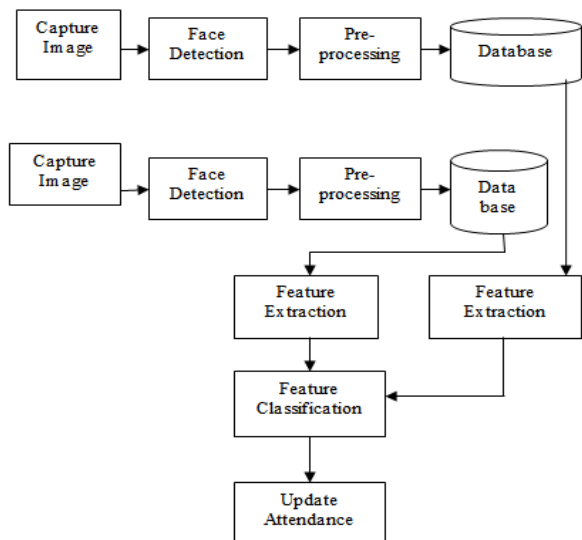 Capture
Image
Face
Detection
Pre-
processing
Database
Capture
Image
Face
Detection
Pre-
processing
Data
base
Feature
Extraction
Feature
Extraction
Feature
Classification
Update
Attendance